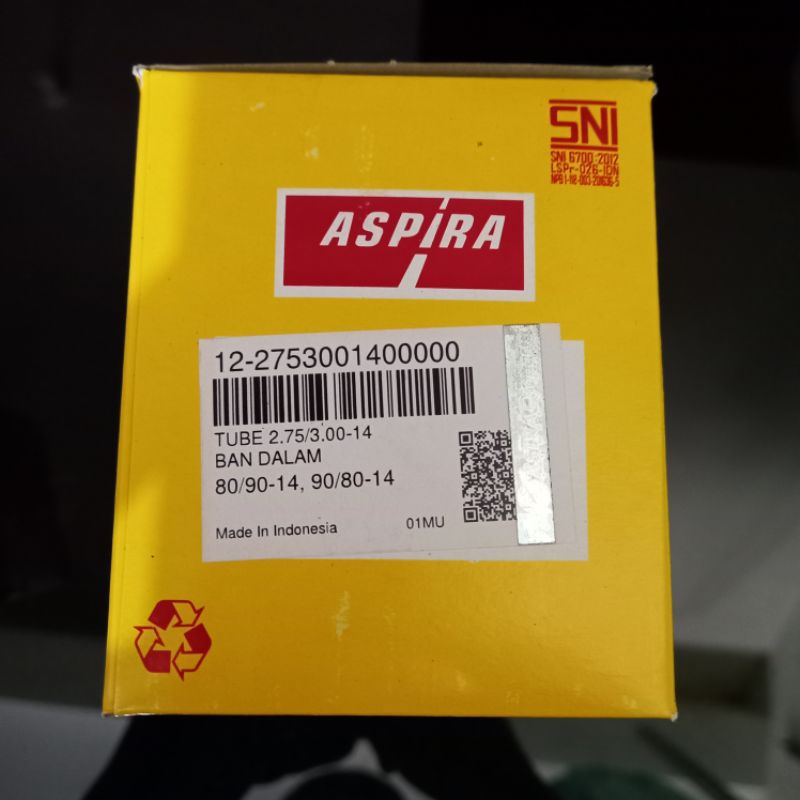 SNI
SNI 6700:2012
LSPr-026-IDN
ASPIRA
12-2753001400000
TUBE 2.75/3.00-14
BAN DALAM
80/90-14, 90/80-14
Made In Indonesia
01MU